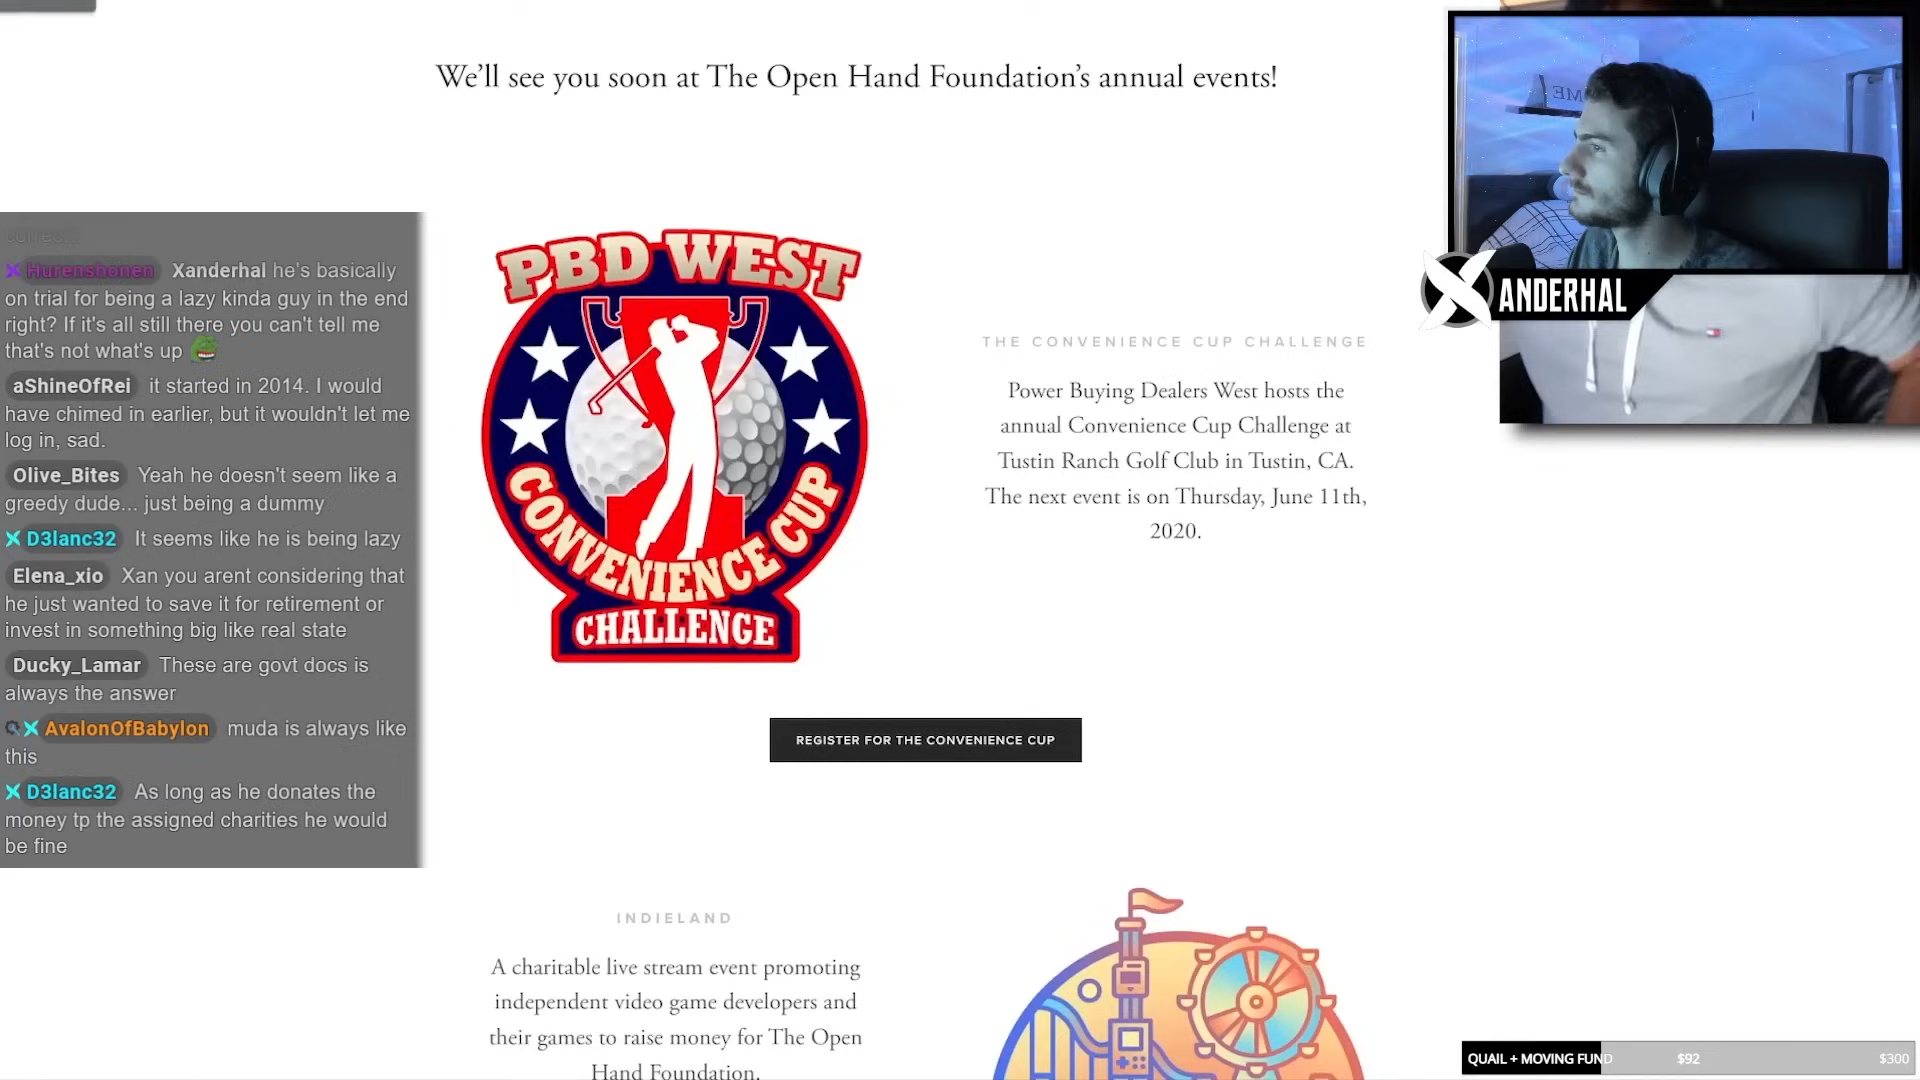 We’ll see you soon at The Open Hand Foundation’s annual events!
Hurenshonen Xanderhal he's basically
on trial for being a lazy kinda guy in the end
right? If it's all still there you can't tell me
that's not what's up
aShineOfRei it started in 2014. I would
have chimed in earlier, but it wouldn't let me
log in, sad.
Olive_Bites Yeah he doesn't seem like a
greedy dude... just being a dummy
D3lanc32 It seems like he is being lazy
Elena_xio Xan you arent considering that
he just wanted to save it for retirement or
invest in something big like real state
Ducky_Lamar These are govt docs is
always the answer
AvalonOfBabylon muda is always like
this
D3lanc32 As long as he donates the
money tp the assigned charities he would
be fine
PBD WEST
CONVENIENCE CUP
CHALLENGE
THE CONVENIENCE CUP CHALLENGE
Power Buying Dealers West hosts the
annual Convenience Cup Challenge at
Tustin Ranch Golf Club in Tustin, CA.
The next event is on Thursday, June 11th,
2020.
REGISTER FOR THE CONVENIENCE CUP
INDIELAND
A charitable live stream event promoting
independent video game developers and
their games to raise money for The Open
Hand Foundation.
XANDERHAL
QUAIL + MOVING FUND $92 $300